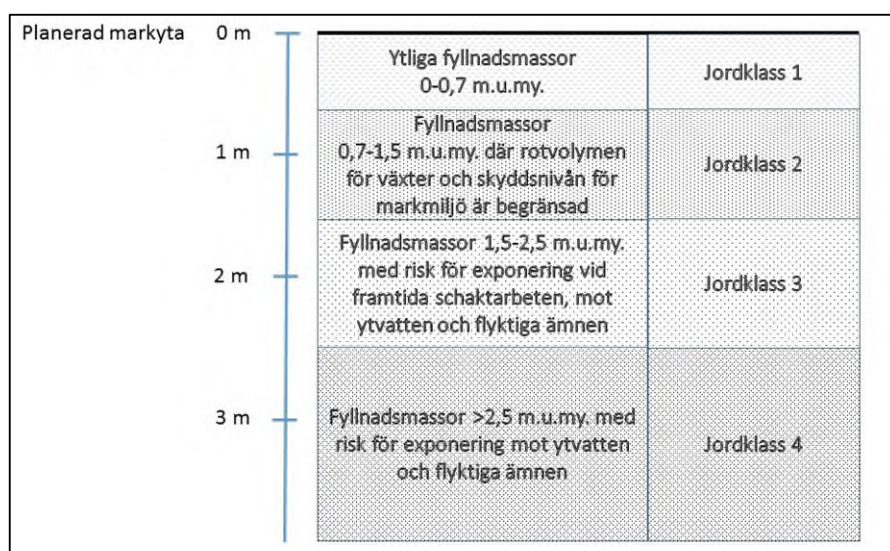 Planerad markyta
0 m
Ytliga fyllnadsmassor
0-0,7 m.u.my.
Jordklass 1
1 m
Fyllnadsmassor
0,7-1,5 m.u.my. där rotvolymen
för växter och skyddsnivån för
markmiljö är begränsad
Jordklass 2
2 m
Fyllnadsmassor 1,5-2,5 m.u.my.
med risk för exponering vid
framtida schaktarbeten, mot
ytvatten och flyktiga ämnen
Jordklass 3
3 m
Fyllnadsmassor >2,5 m.u.my. med
risk för exponering mot ytvatten
och flyktiga ämnen
Jordklass 4